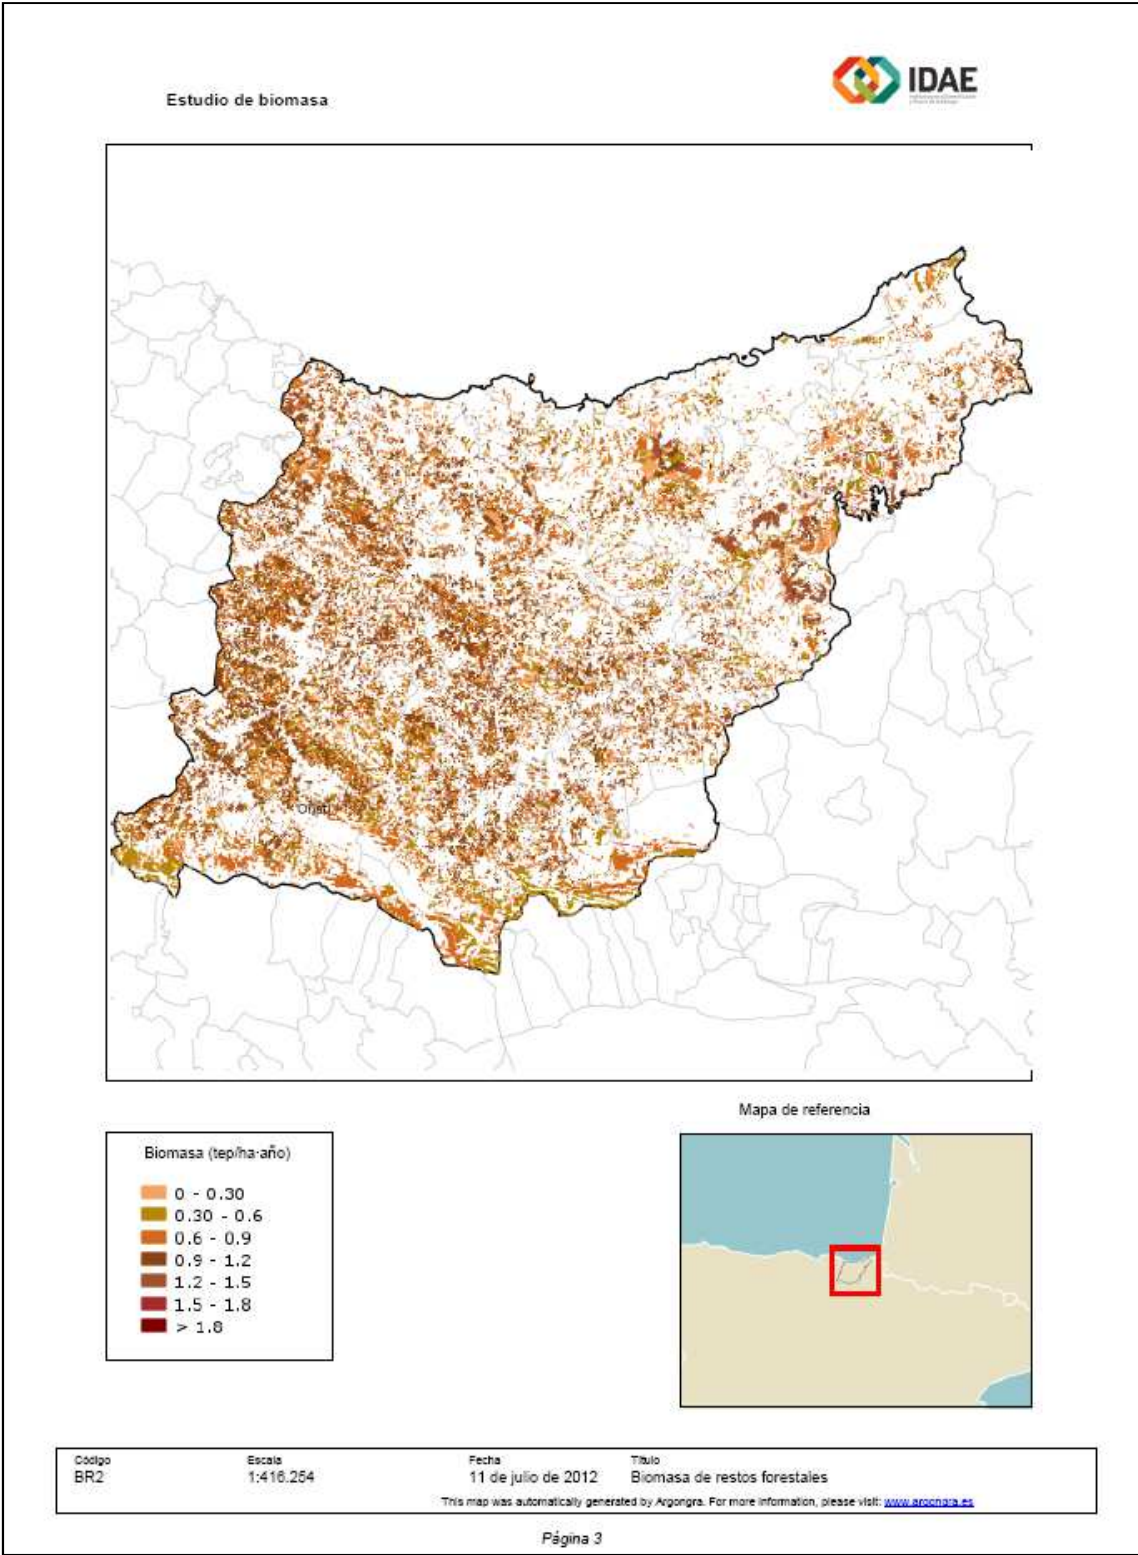 Estudio de biomasa
IDAE
Oñati
Mapa de referencia
Biomasa (tep/ha·año)
0 - 0.30
0.30 - 0.6
0.6 - 0.9
0.9 - 1.2
1.2 - 1.5
1.5 - 1.8
> 1.8
Código
BR2
Escala
1:416.254
Fecha
11 de julio de 2012
Título
Biomasa de restos forestales
This map was automatically generated by Argongra. For more information, please visit: www.argongra.es
Página 3